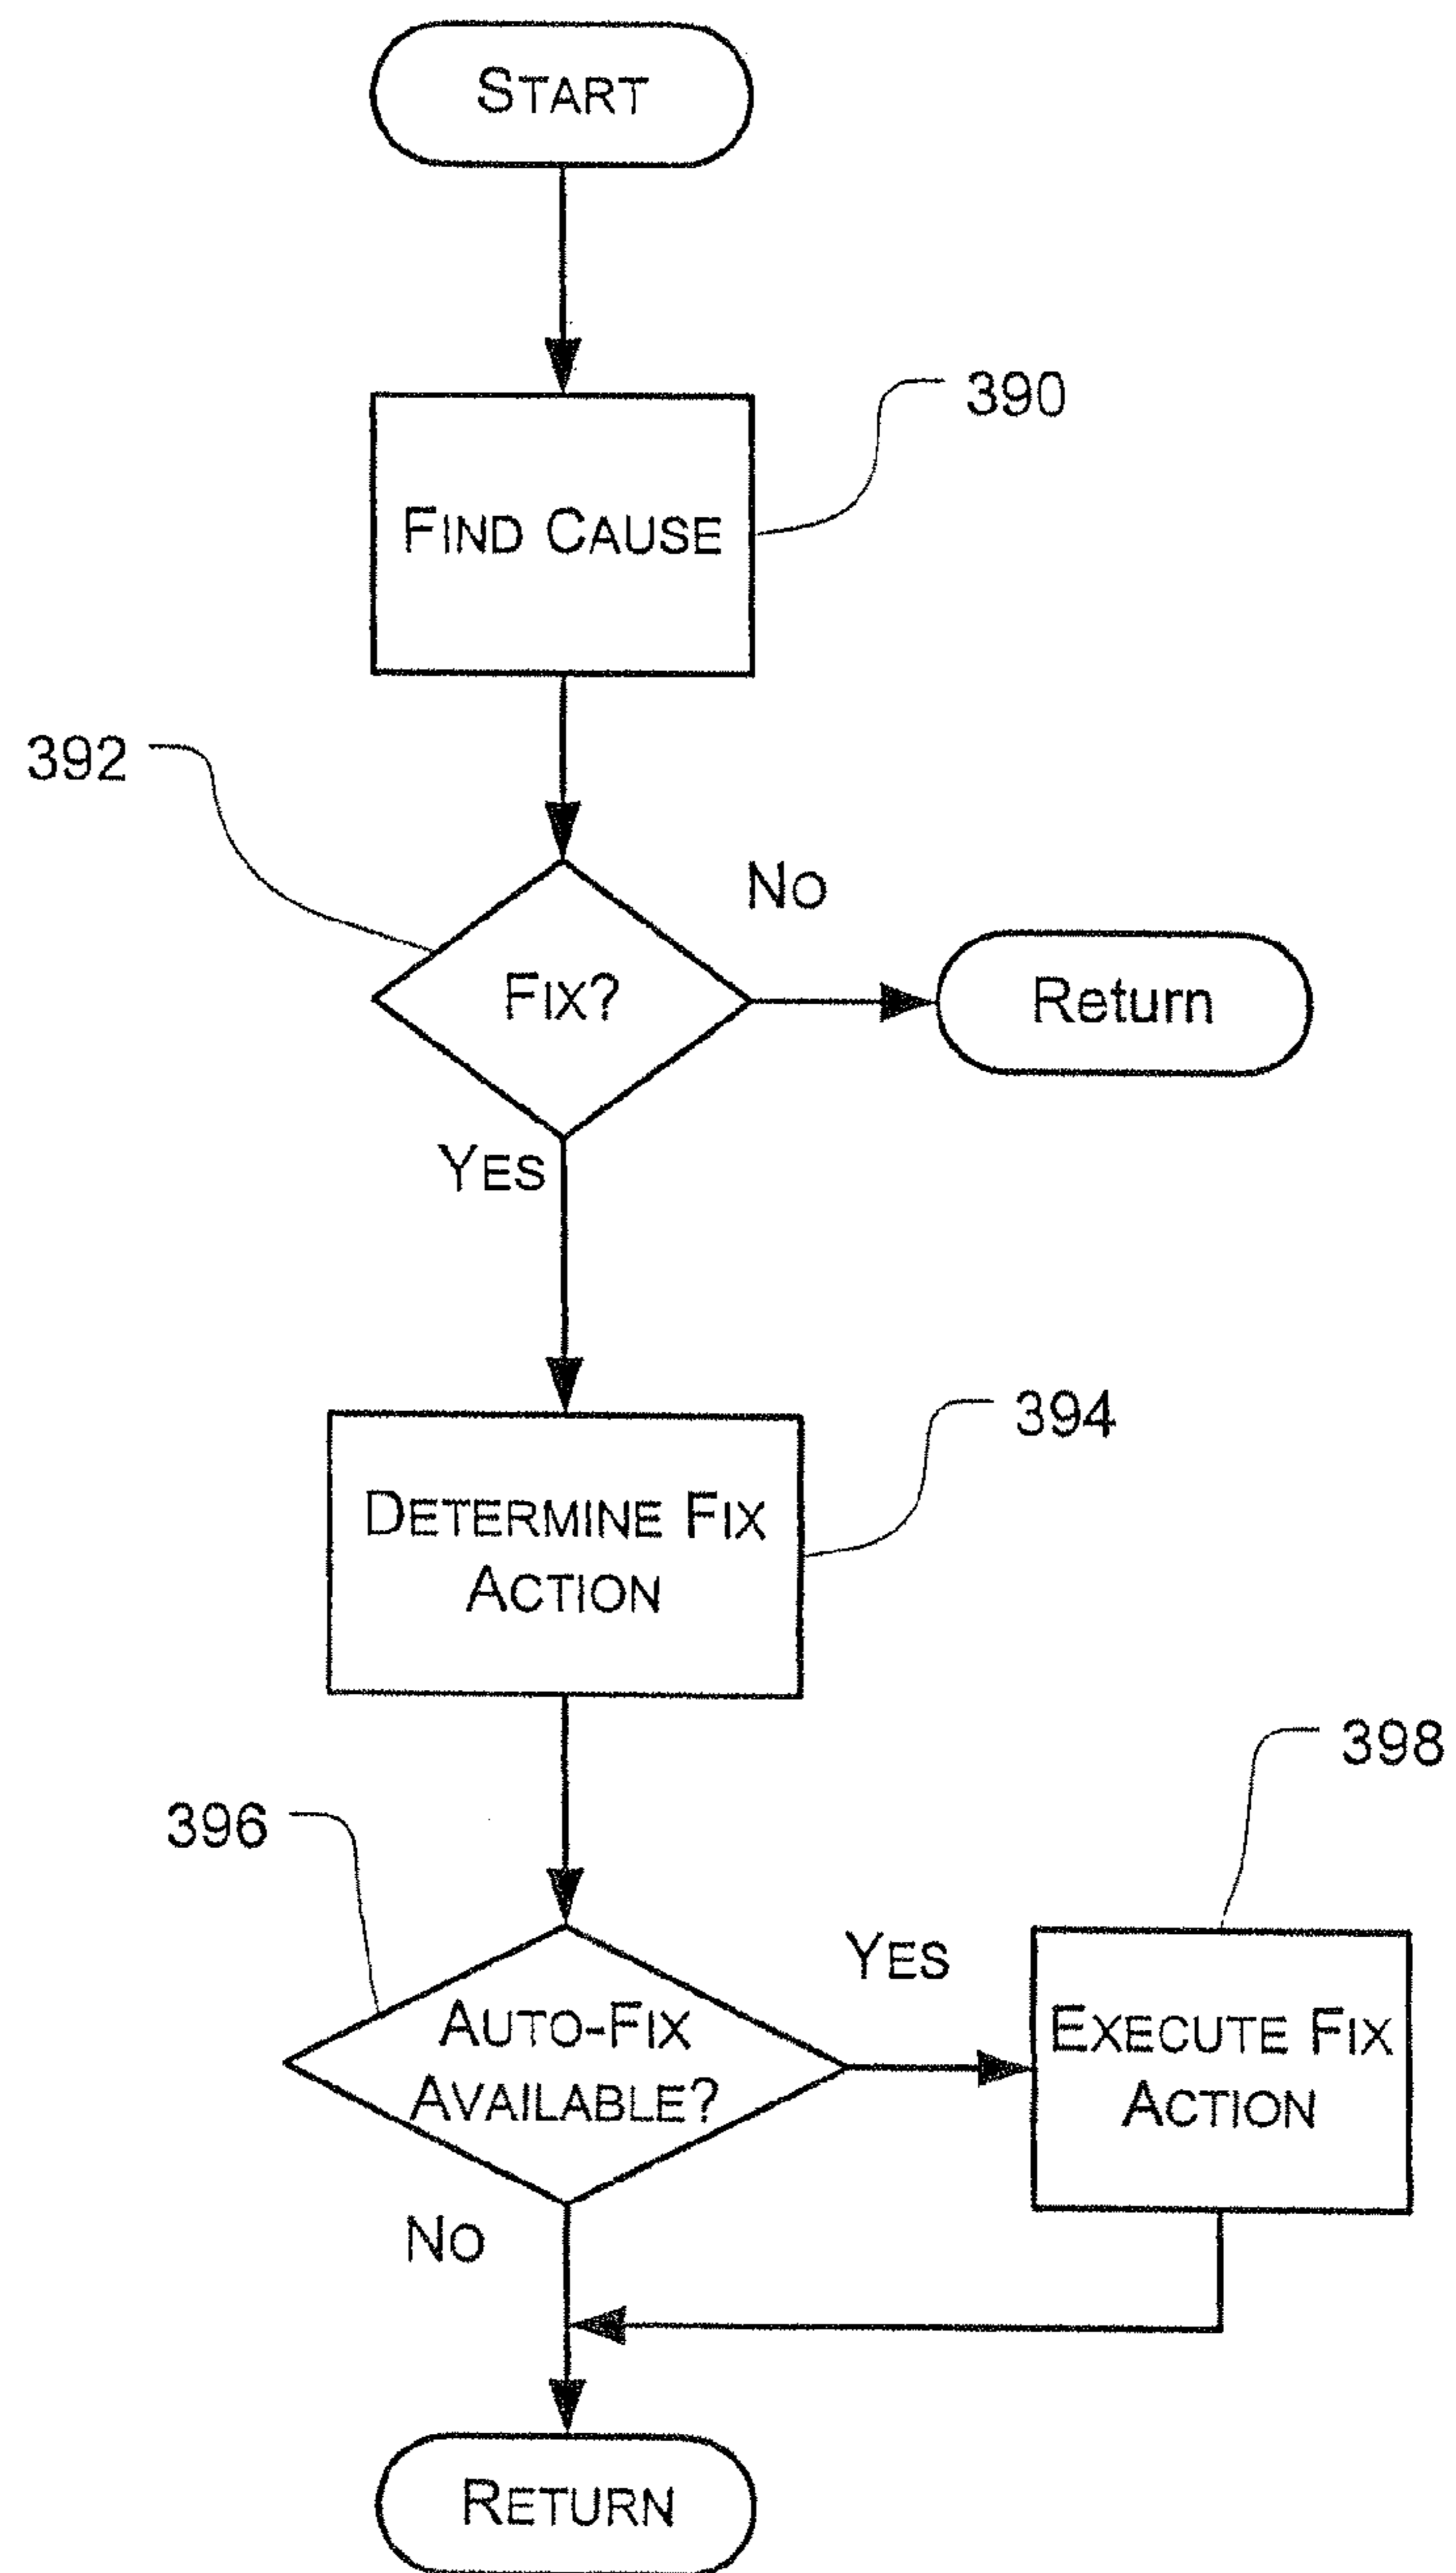 START
FIND CAUSE
390
392
FIX?
NO
Return
YES
DETERMINE FIX
ACTION
394
396
AUTO-FIX
AVAILABLE?
YES
398
EXECUTE FIX
ACTION
NO
RETURN